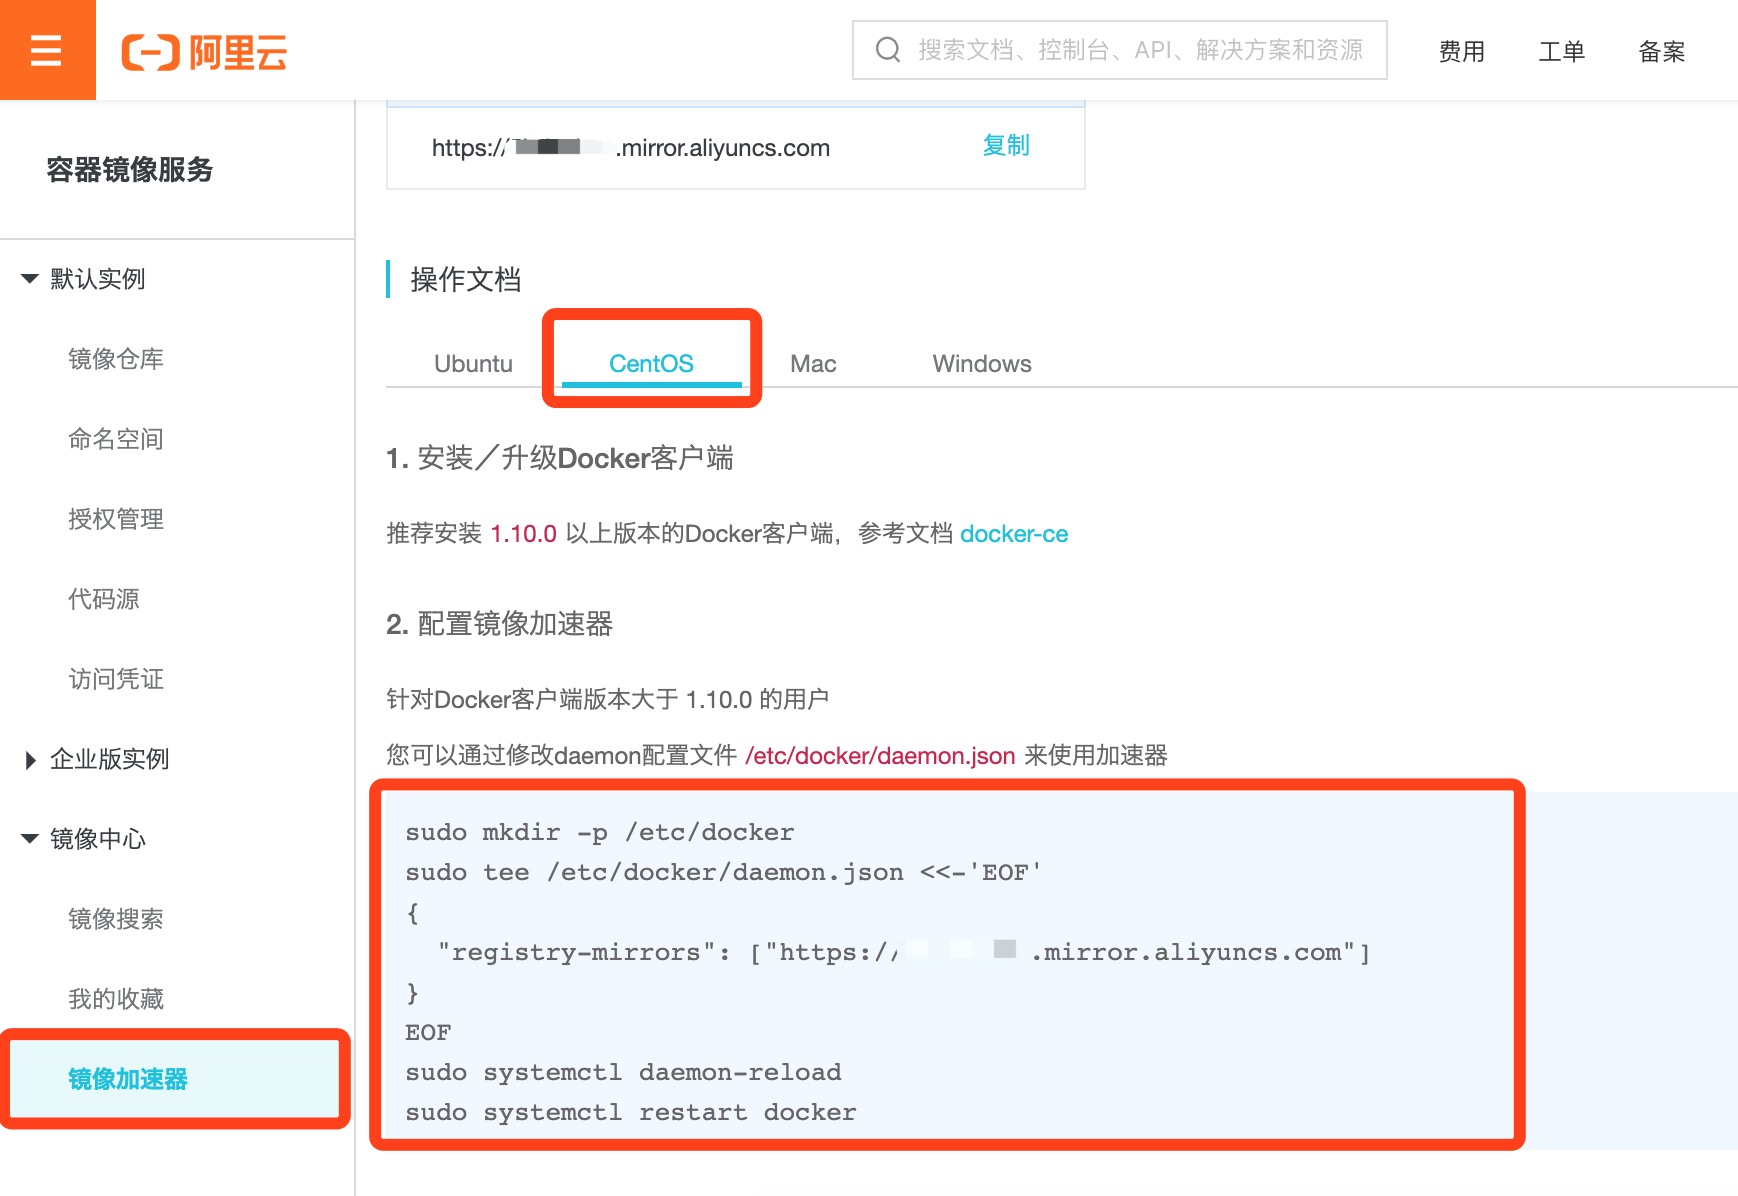 阿里云
搜索文档、控制台、API、解决方案和资源
费用
工单
备案
容器镜像服务
默认实例
镜像仓库
命名空间
授权管理
代码源
访问凭证
企业版实例
镜像中心
镜像搜索
我的收藏
镜像加速器
https:// .mirror.aliyuncs.com
复制
操作文档
Ubuntu
CentOS
Mac
Windows
1. 安装／升级Docker客户端
推荐安装 1.10.0 以上版本的Docker客户端，参考文档 docker-ce
2. 配置镜像加速器
针对Docker客户端版本大于 1.10.0 的用户
您可以通过修改daemon配置文件 /etc/docker/daemon.json 来使用加速器
sudo mkdir -p /etc/docker
sudo tee /etc/docker/daemon.json <<-'EOF'
{
"registry-mirrors": ["https:// .mirror.aliyuncs.com"]
}
EOF
sudo systemctl daemon-reload
sudo systemctl restart docker